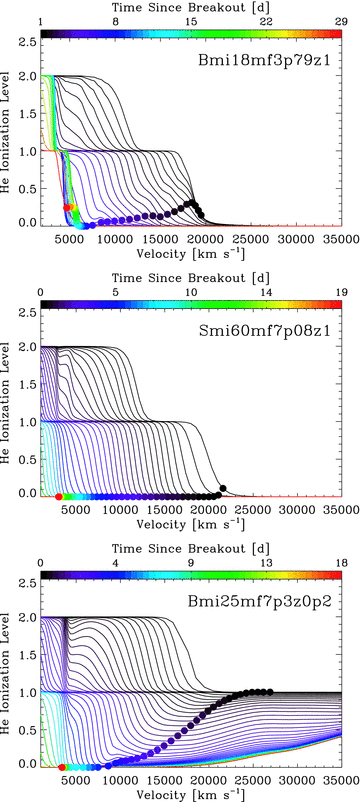 Time Since Breakout [d]
1 8 15 22 29
Bmi18mf3p79z1
He Ionization Level
2.5
2.0
1.5
1.0
0.5
0.0
5000 10000 15000 20000 25000 30000 35000
Velocity [km s⁻¹]
Time Since Breakout [d]
0 5 10 14 19
Smi60mf7p08z1
He Ionization Level
2.5
2.0
1.5
1.0
0.5
0.0
5000 10000 15000 20000 25000 30000 35000
Velocity [km s⁻¹]
Time Since Breakout [d]
0 4 9 13 18
Bmi25mf7p3z0p2
He Ionization Level
2.5
2.0
1.5
1.0
0.5
0.0
5000 10000 15000 20000 25000 30000 35000
Velocity [km s⁻¹]